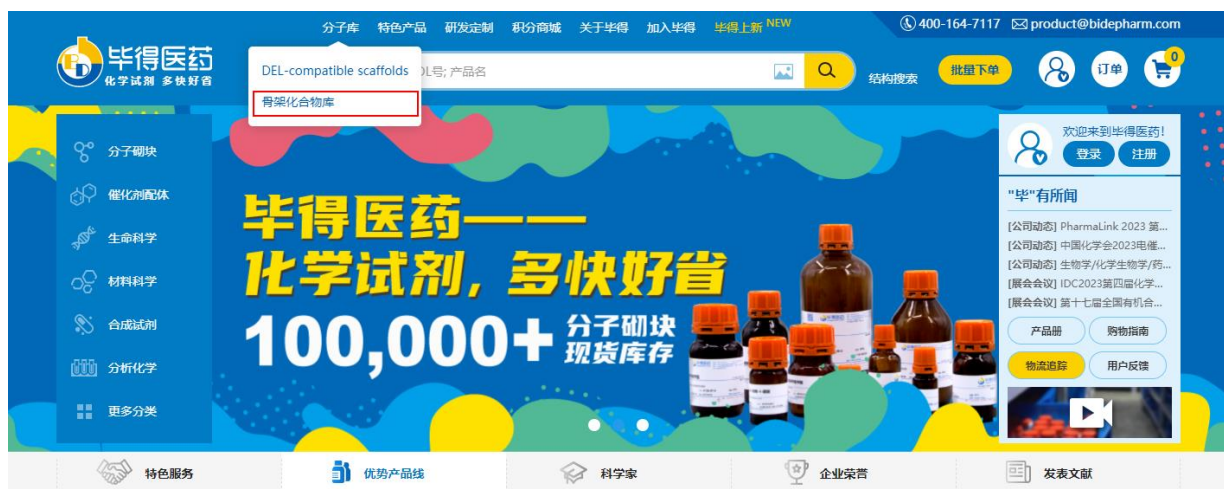 分子库 特色产品 研发定制 积分商城 关于毕得 加入毕得 毕得上新 NEW 400-164-7117 product@bidepharm.com
毕得医药
化学试剂 多快好省
DEL-compatible scaffolds
骨架化合物库
DL号; 产品名
结构搜索
批量下单
订单
0
分子砌块
催化剂配体
生命科学
材料科学
合成试剂
分析化学
更多分类
毕得医药——
化学试剂, 多快好省
100,000+ 分子砌块
现货库存
欢迎来到毕得医药!
登录 注册
"毕"有所闻
[公司动态] PharmaLink 2023 第...
[公司动态] 中国化学会2023电催...
[公司动态] 生物学/化学生物学/药...
[展会会议] IDC2023第四届化学...
[展会会议] 第十七届全国有机合...
产品册 购物指南
物流追踪 用户反馈
特色服务 优势产品线 科学家 企业荣誉 发表文献